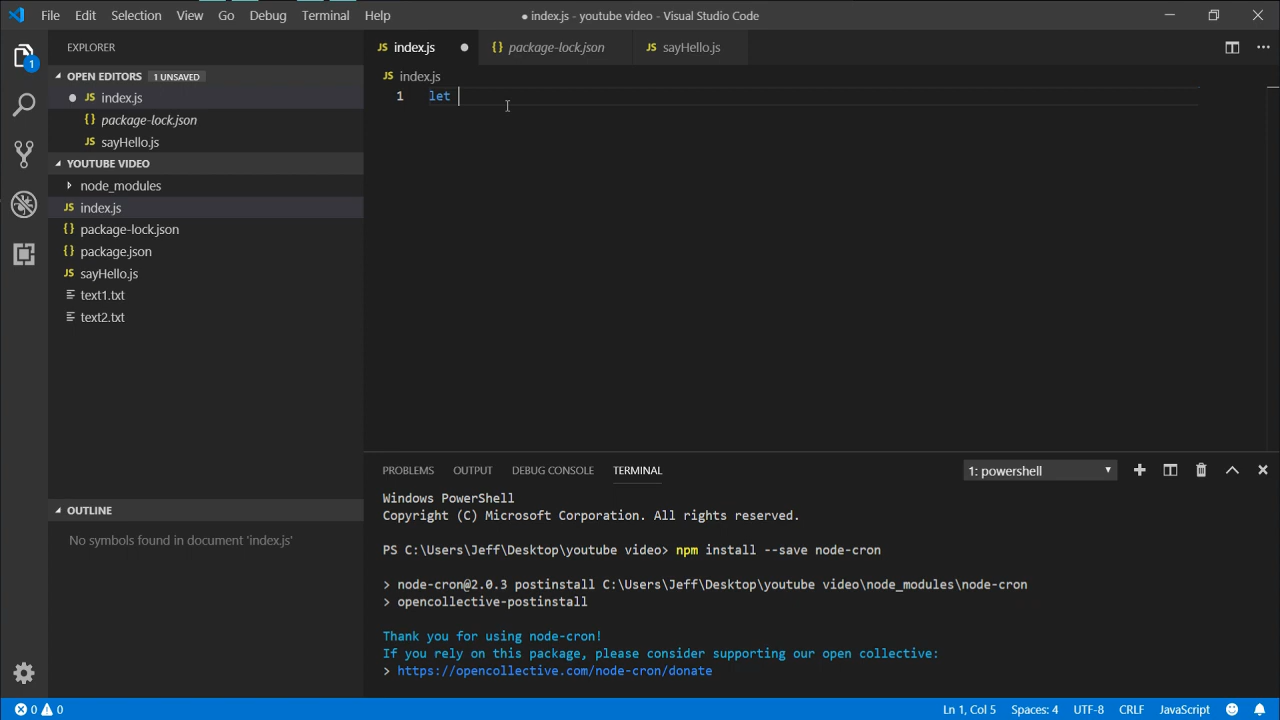 File Edit Selection View Go Debug Terminal Help
● index.js - youtube video - Visual Studio Code
EXPLORER
OPEN EDITORS 1 UNSAVED
JS index.js
{ } package-lock.json
JS sayHello.js
YOUTUBE VIDEO
node_modules
JS index.js
{ } package-lock.json
{ } package.json
JS sayHello.js
text1.txt
text2.txt
OUTLINE
No symbols found in document 'index.js'
1
JS index.js ● { } package-lock.json JS sayHello.js
JS index.js
1 let
PROBLEMS OUTPUT DEBUG CONSOLE TERMINAL 1: powershell
Windows PowerShell
Copyright (C) Microsoft Corporation. All rights reserved.
PS C:\Users\Jeff\Desktop\youtube video> npm install --save node-cron
> node-cron@2.0.3 postinstall C:\Users\Jeff\Desktop\youtube video\node_modules\node-cron
> opencollective-postinstall
Thank you for using node-cron!
If you rely on this package, please consider supporting our open collective:
> https://opencollective.com/node-cron/donate
0 0 Ln 1, Col 5 Spaces: 4 UTF-8 CRLF JavaScript